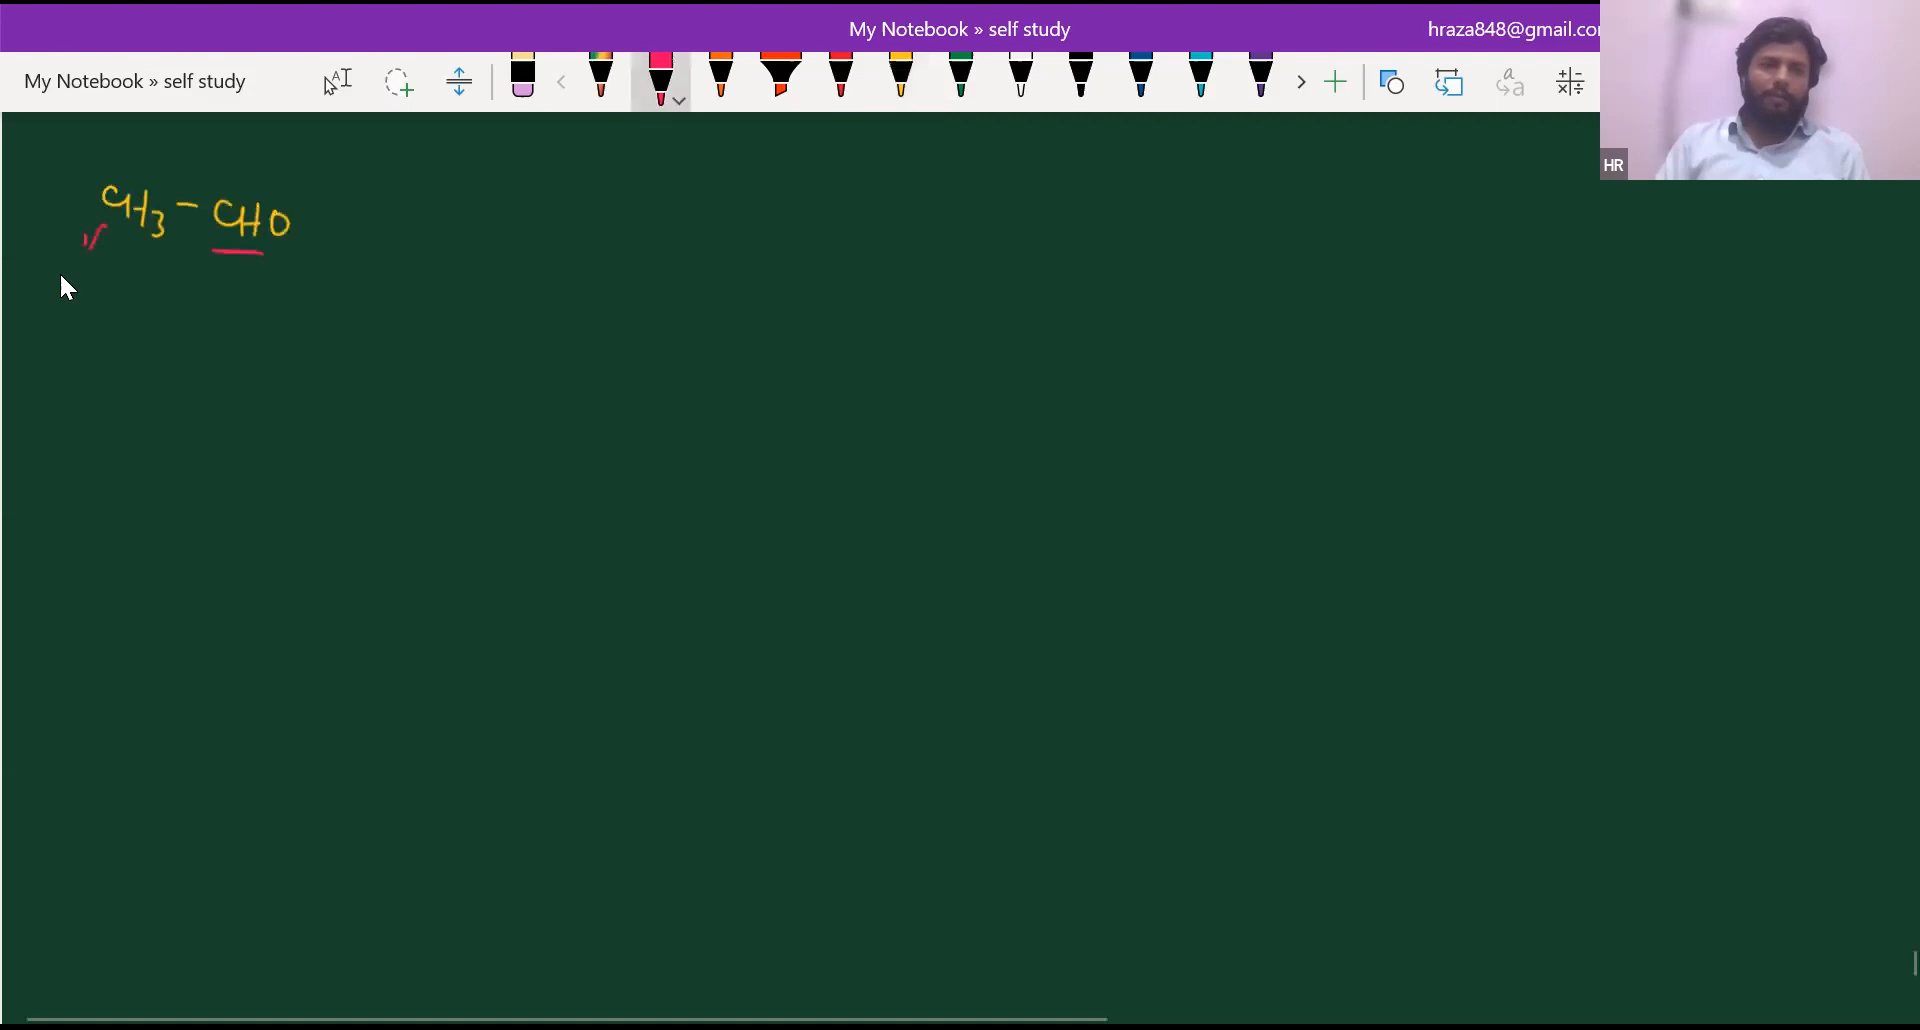 My Notebook » self study
hraza848@gmail.co
My Notebook » self study
HR
CH3 - CHO